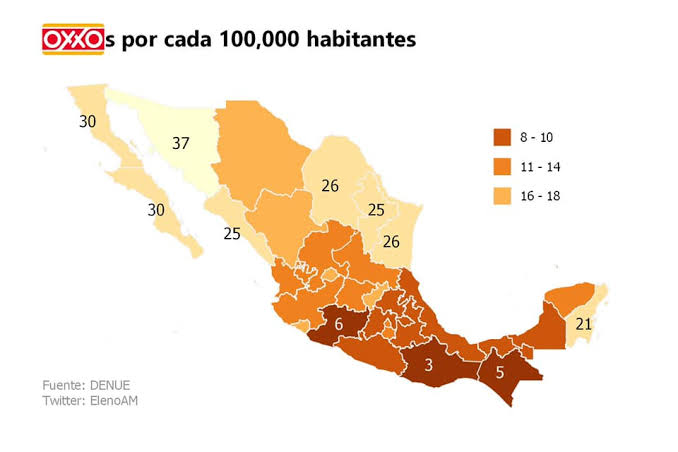 OXXOs por cada 100,000 habitantes
30
37
26
8 - 10
11 - 14
16 - 18
30
25
25
26
6
3
5
21
Fuente: DENUE
Twitter: ElenoAM